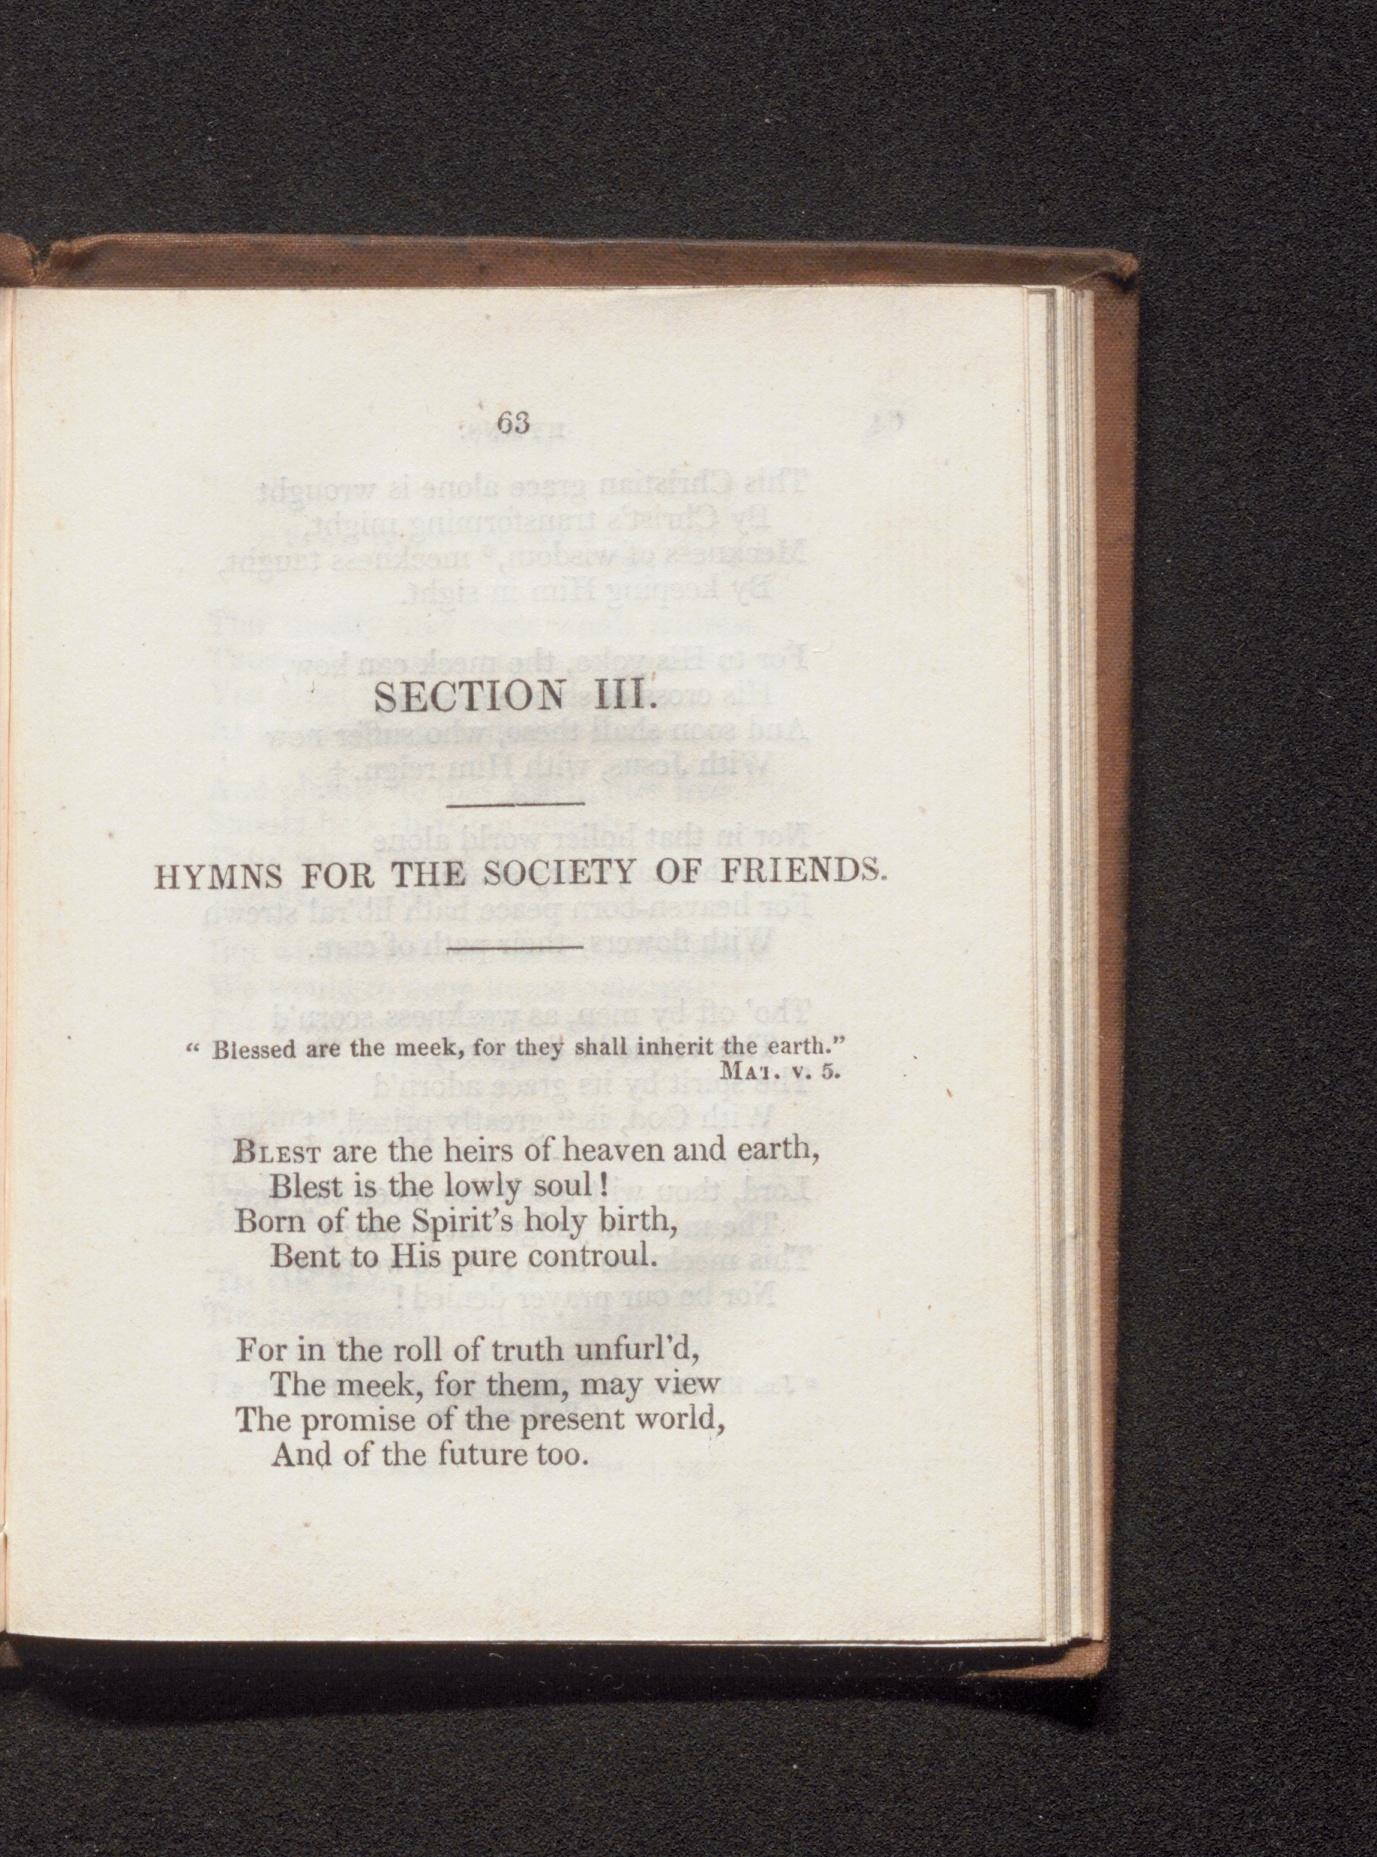 63
SECTION III.
HYMNS FOR THE SOCIETY OF FRIENDS.
“ Blessed are the meek, for they shall inherit the earth.”
MAT. v. 5.
BLEST are the heirs of heaven and earth,
Blest is the lowly soul!
Born of the Spirit’s holy birth,
Bent to His pure controul.
For in the roll of truth unfurl’d,
The meek, for them, may view
The promise of the present world,
And of the future too.